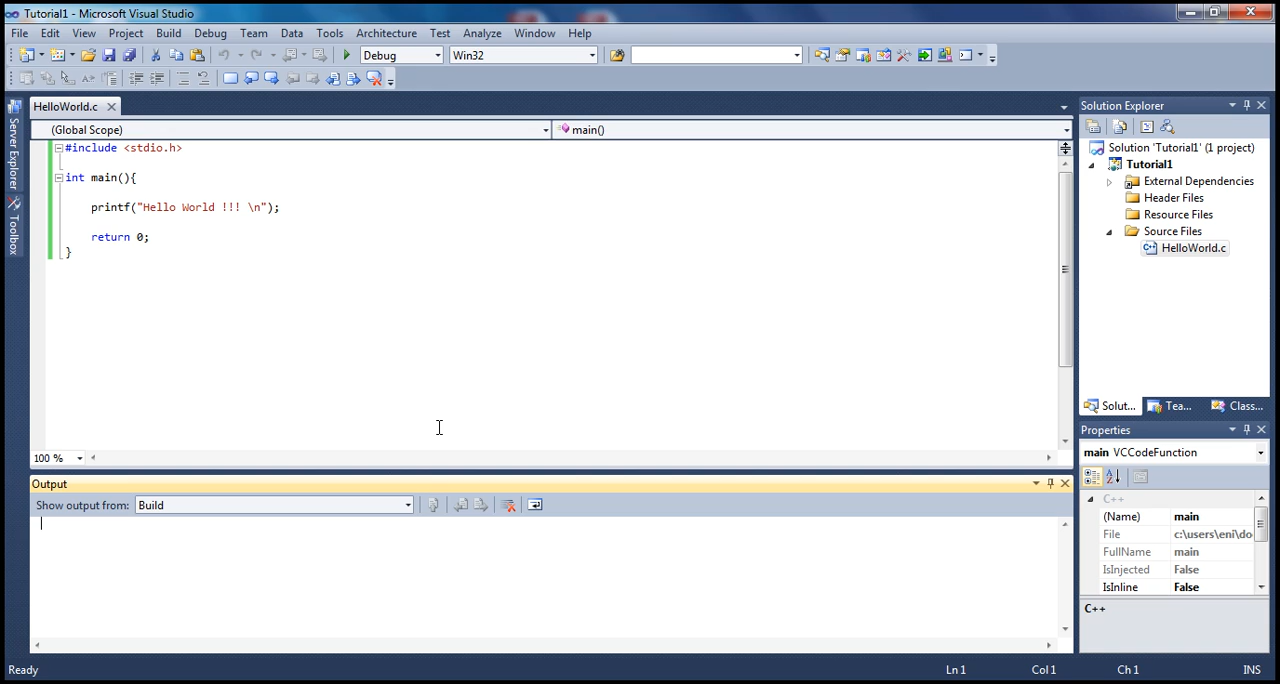 Tutorial1 - Microsoft Visual Studio
File Edit View Project Build Debug Team Data Tools Architecture Test Analyze Window Help
Debug Win32
HelloWorld.c
(Global Scope) main()
#include <stdio.h>
int main(){
printf("Hello World !!! \n");
return 0;
}
100 %
Server Explorer
Toolbox
Output
Show output from: Build
Solution Explorer
Solution 'Tutorial1' (1 project)
Tutorial1
External Dependencies
Header Files
Resource Files
Source Files
HelloWorld.c
Solut... Tea... Class...
Properties
main VCCodeFunction
C++
(Name) main
File c:\users\eni\do
FullName main
IsInjected False
IsInline False
C++
Ready Ln 1 Col 1 Ch 1 INS